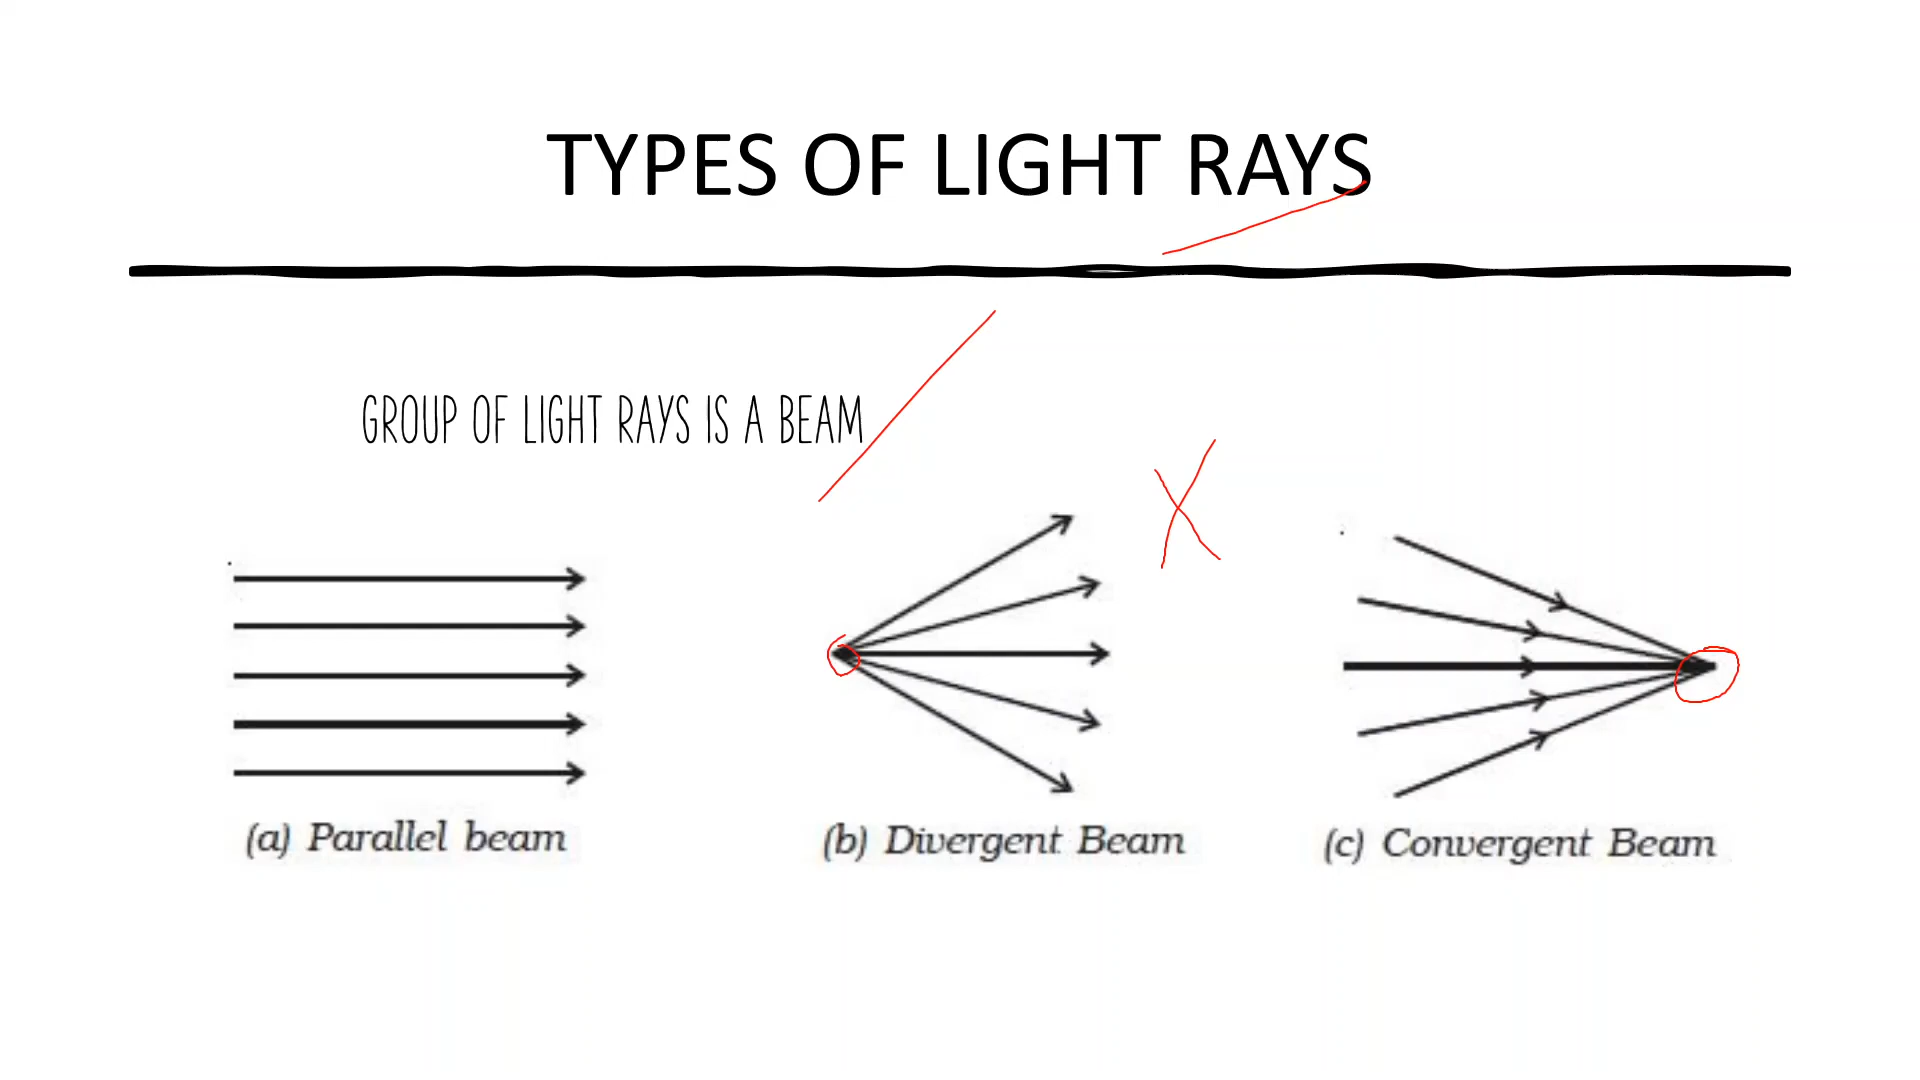 TYPES OF LIGHT RAYS
GROUP OF LIGHT RAYS IS A BEAM
X
(a) Parallel beam
(b) Divergent Beam
(c) Convergent Beam